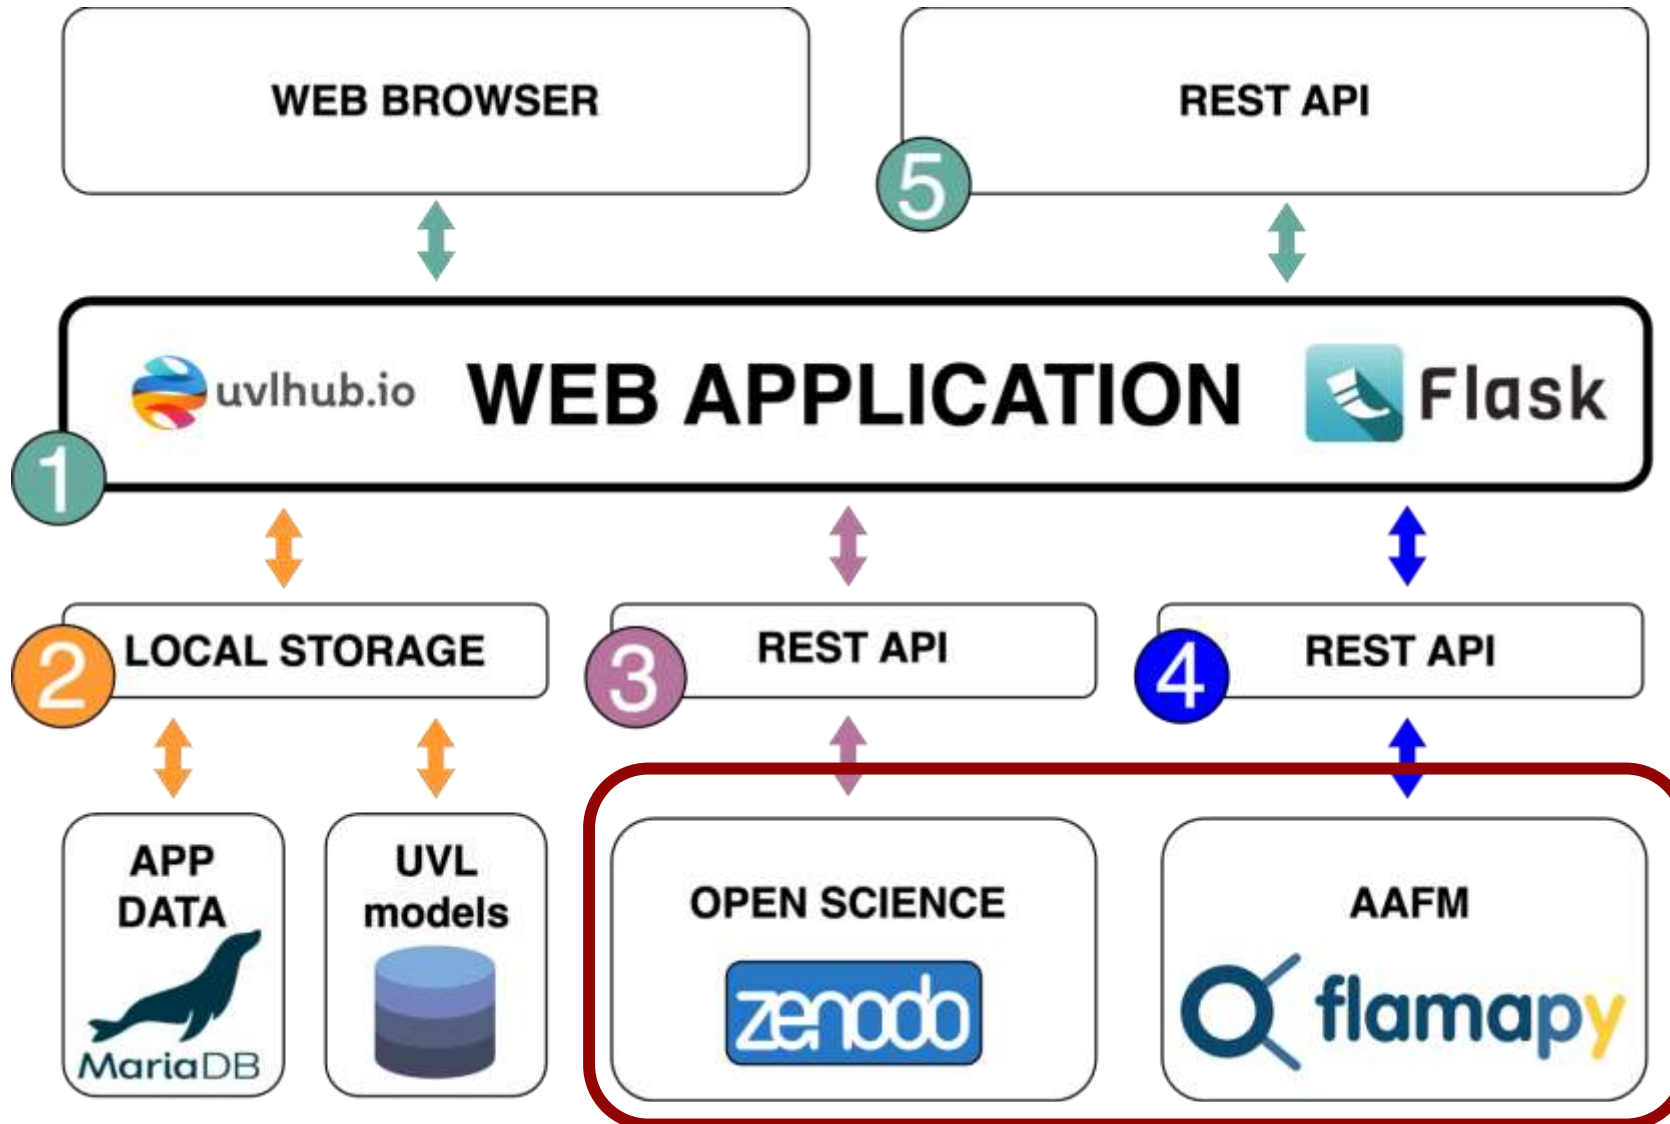 WEB BROWSER
REST API
5
uvlhub.io
WEB APPLICATION
Flask
1
2
LOCAL STORAGE
3
REST API
4
REST API
APP
DATA
MariaDB
UVL
models
OPEN SCIENCE
zenodo
AAFM
flamapy